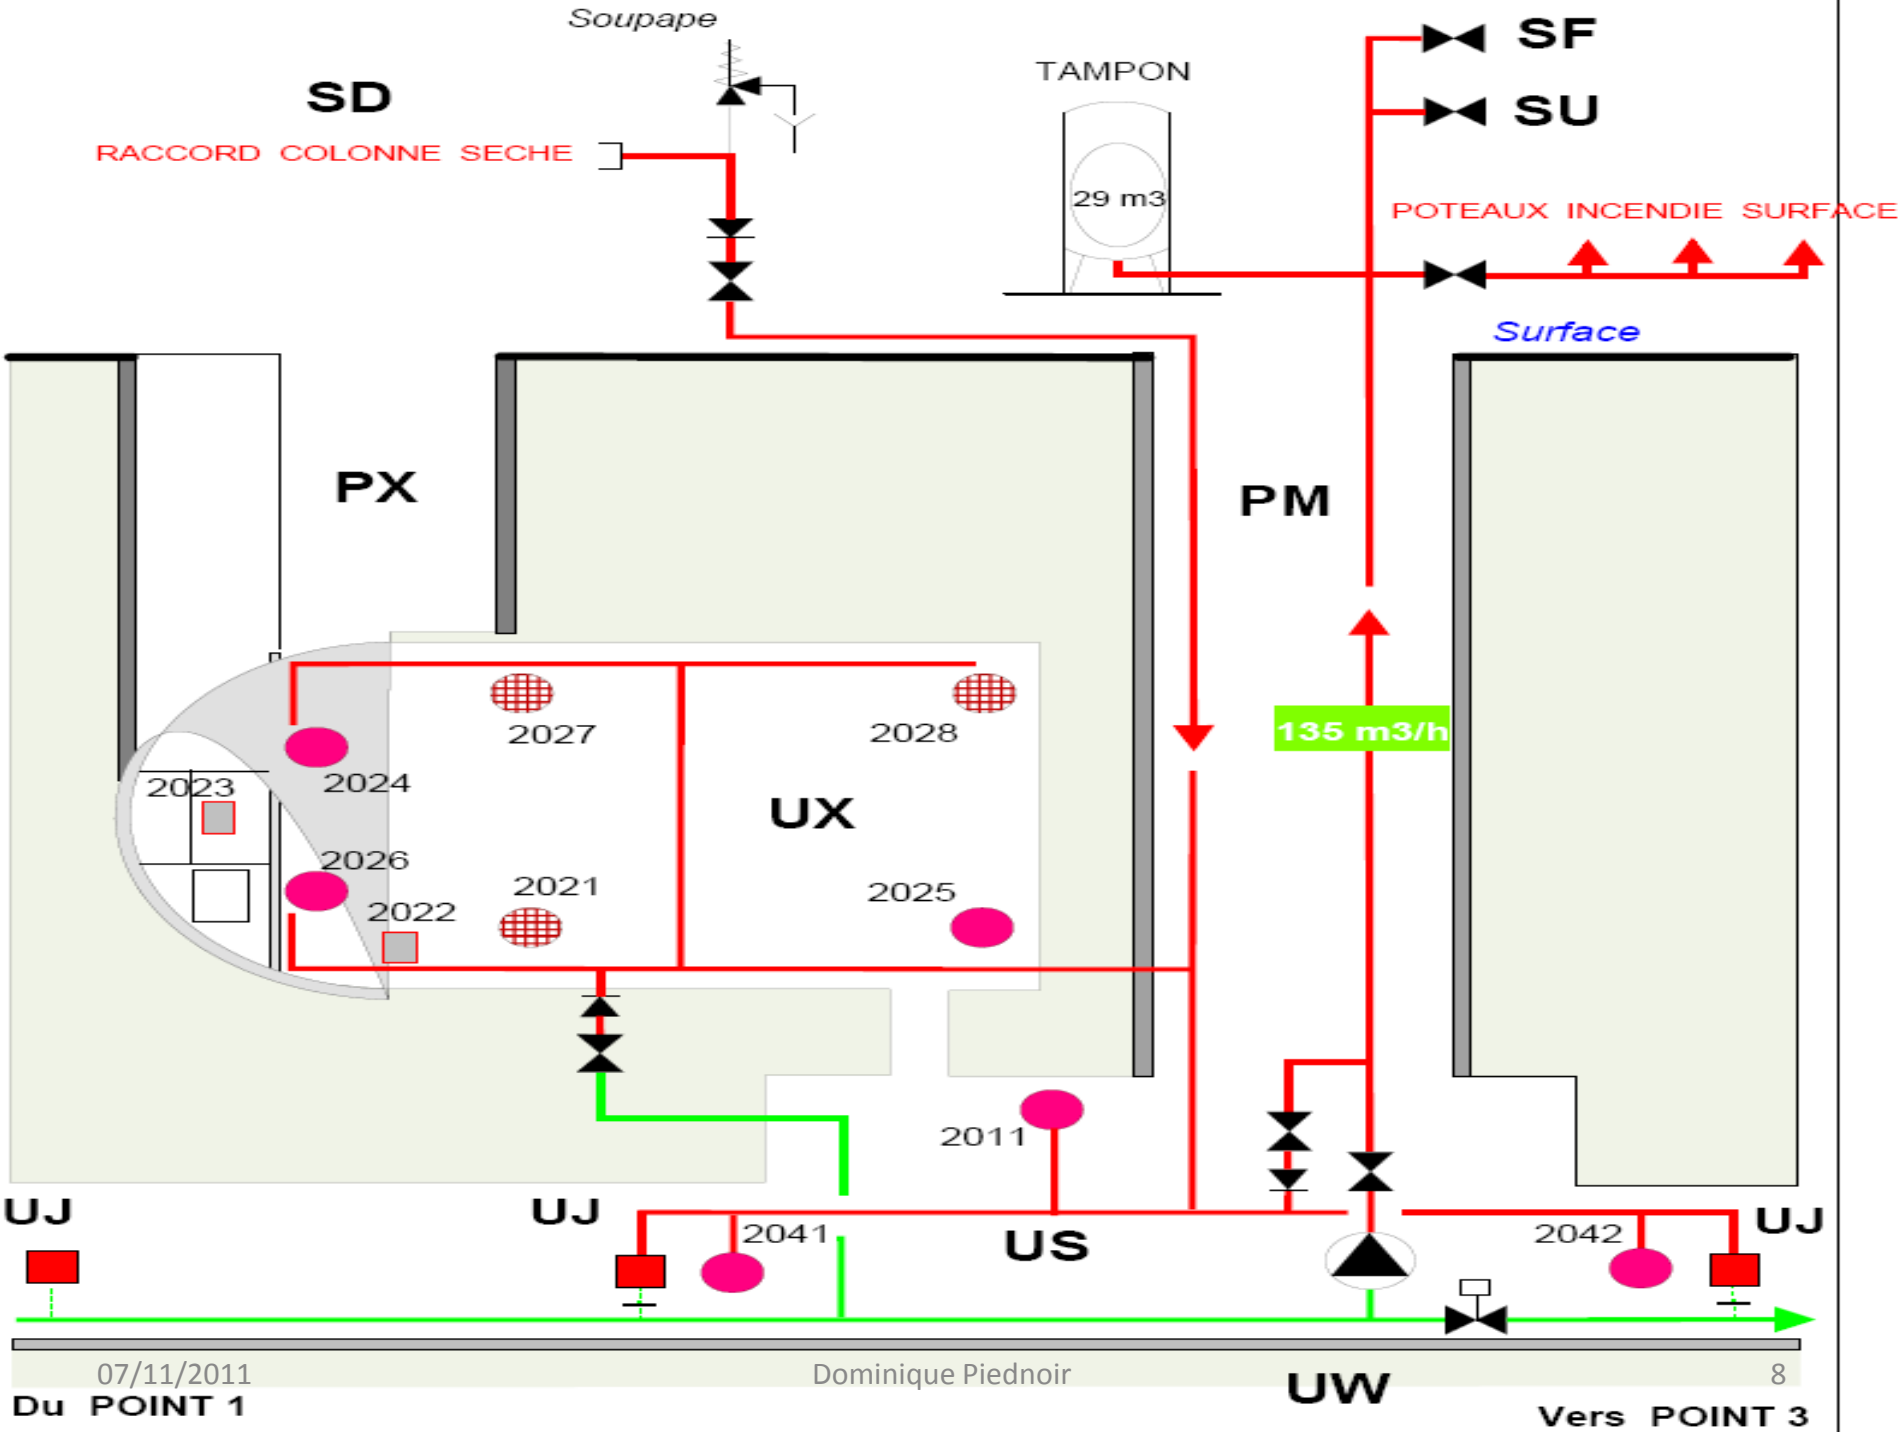 Soupape
SF
TAMPON
SD
SU
RACCORD COLONNE SECHE
29 m3
POTEAUX INCENDIE SURFACE
Surface
PX
PM
2027
2028
135 m3/h
2024
2023
UX
2026
2021
2025
2022
2011
UJ
UJ
2041
US
2042
UJ
07/11/2011
Dominique Piednoir
8
UW
Du POINT 1
Vers POINT 3